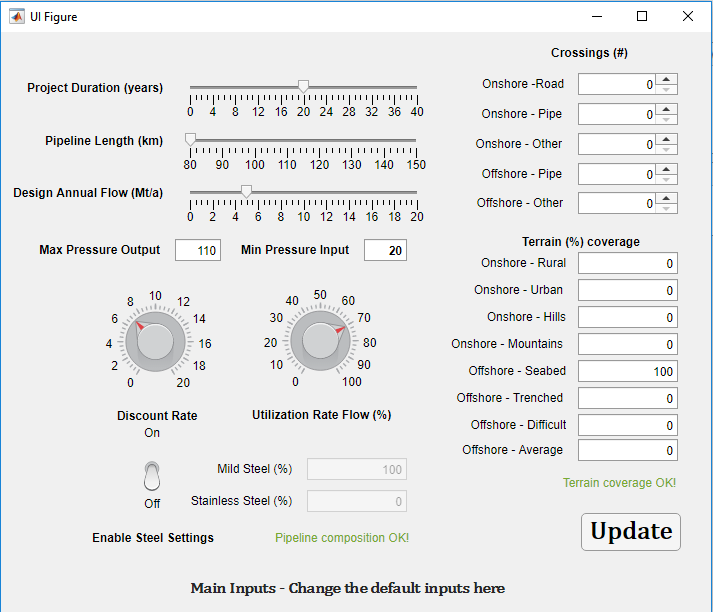 UI Figure
Crossings (#)
Project Duration (years)
0 4 8 12 16 20 24 28 32 36 40
Pipeline Length (km)
80 90 100 110 120 130 140 150
Design Annual Flow (Mt/a)
0 2 4 6 8 10 12 14 16 18 20
Onshore -Road 0
Onshore - Pipe 0
Onshore - Other 0
Offshore - Pipe 0
Offshore - Other 0
Max Pressure Output 110 Min Pressure Input 20
0 2 4 6 8 10 12 14 16 18 20
Discount Rate
0 10 20 30 40 50 60 70 80 90 100
Utilization Rate Flow (%)
Terrain (%) coverage
Onshore - Rural 0
Onshore - Urban 0
Onshore - Hills 0
Onshore - Mountains 0
Offshore - Seabed 100
Offshore - Trenched 0
Offshore - Difficult 0
Offshore - Average 0
Terrain coverage OK!
On
Off
Enable Steel Settings
Mild Steel (%) 100
Stainless Steel (%) 0
Pipeline composition OK!
Update
Main Inputs - Change the default inputs here